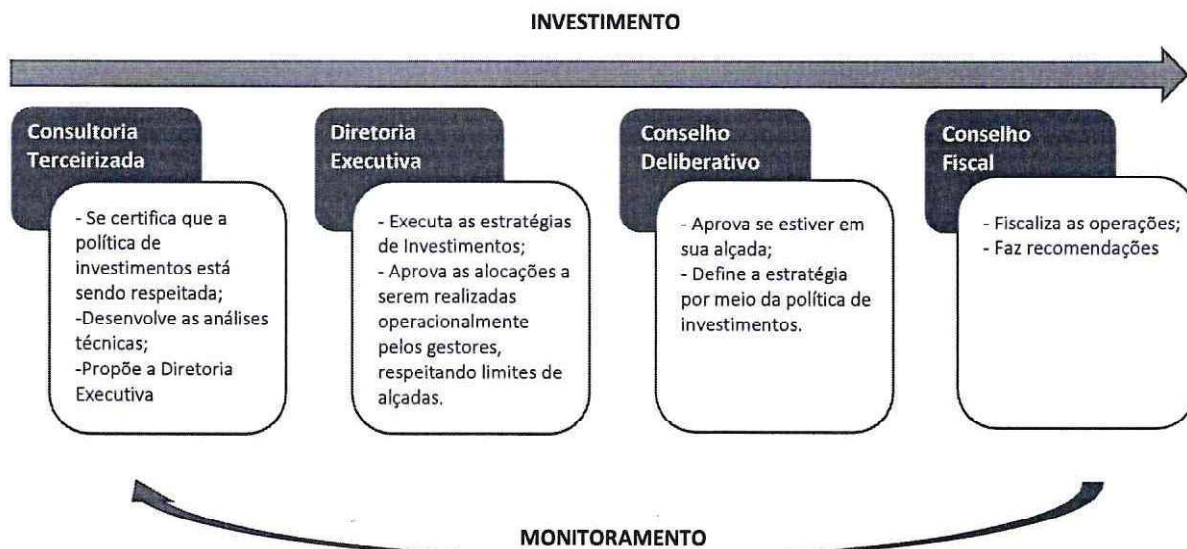 INVESTIMENTO
Consultoria
Terceirizada
- Se certifica que a
política de
investimentos está
sendo respeitada;
-Desenvolve as análises
técnicas;
-Propõe a Diretoria
Executiva
Diretoria
Executiva
- Executa as estratégias
de Investimentos;
- Aprova as alocações a
serem realizadas
operacionalmente
pelos gestores,
respeitando limites de
alçadas.
Conselho
Deliberativo
- Aprova se estiver em
sua alçada;
- Define a estratégia
por meio da política de
investimentos.
Conselho
Fiscal
- Fiscaliza as operações;
- Faz recomendações
MONITORAMENTO